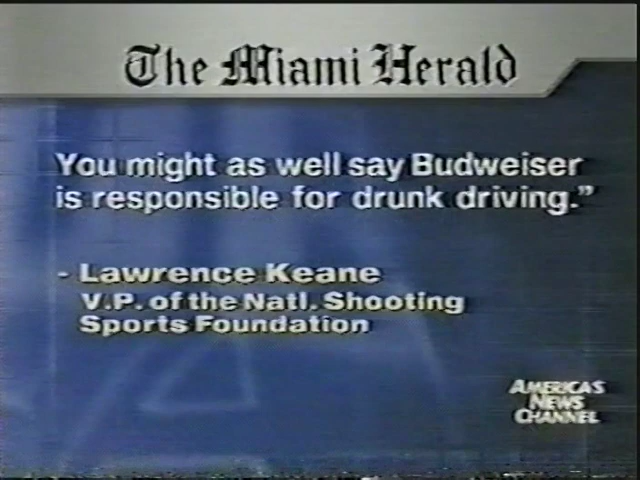 The Miami Herald
You might as well say Budweiser
is responsible for drunk driving.”
- Lawrence Keane
V.P. of the Natl. Shooting
Sports Foundation
AMERICA'S
NEWS
CHANNEL